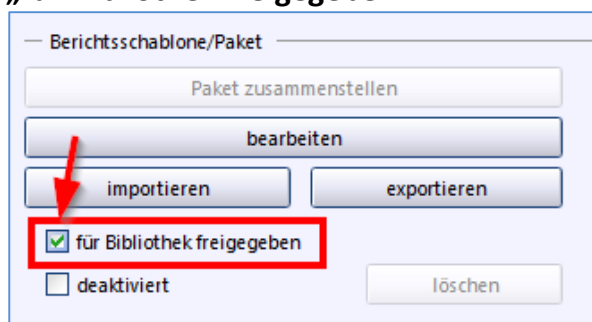 Berichtsschablone/Paket
Paket zusammenstellen
bearbeiten
importieren exportieren
für Bibliothek freigegeben
deaktiviert löschen